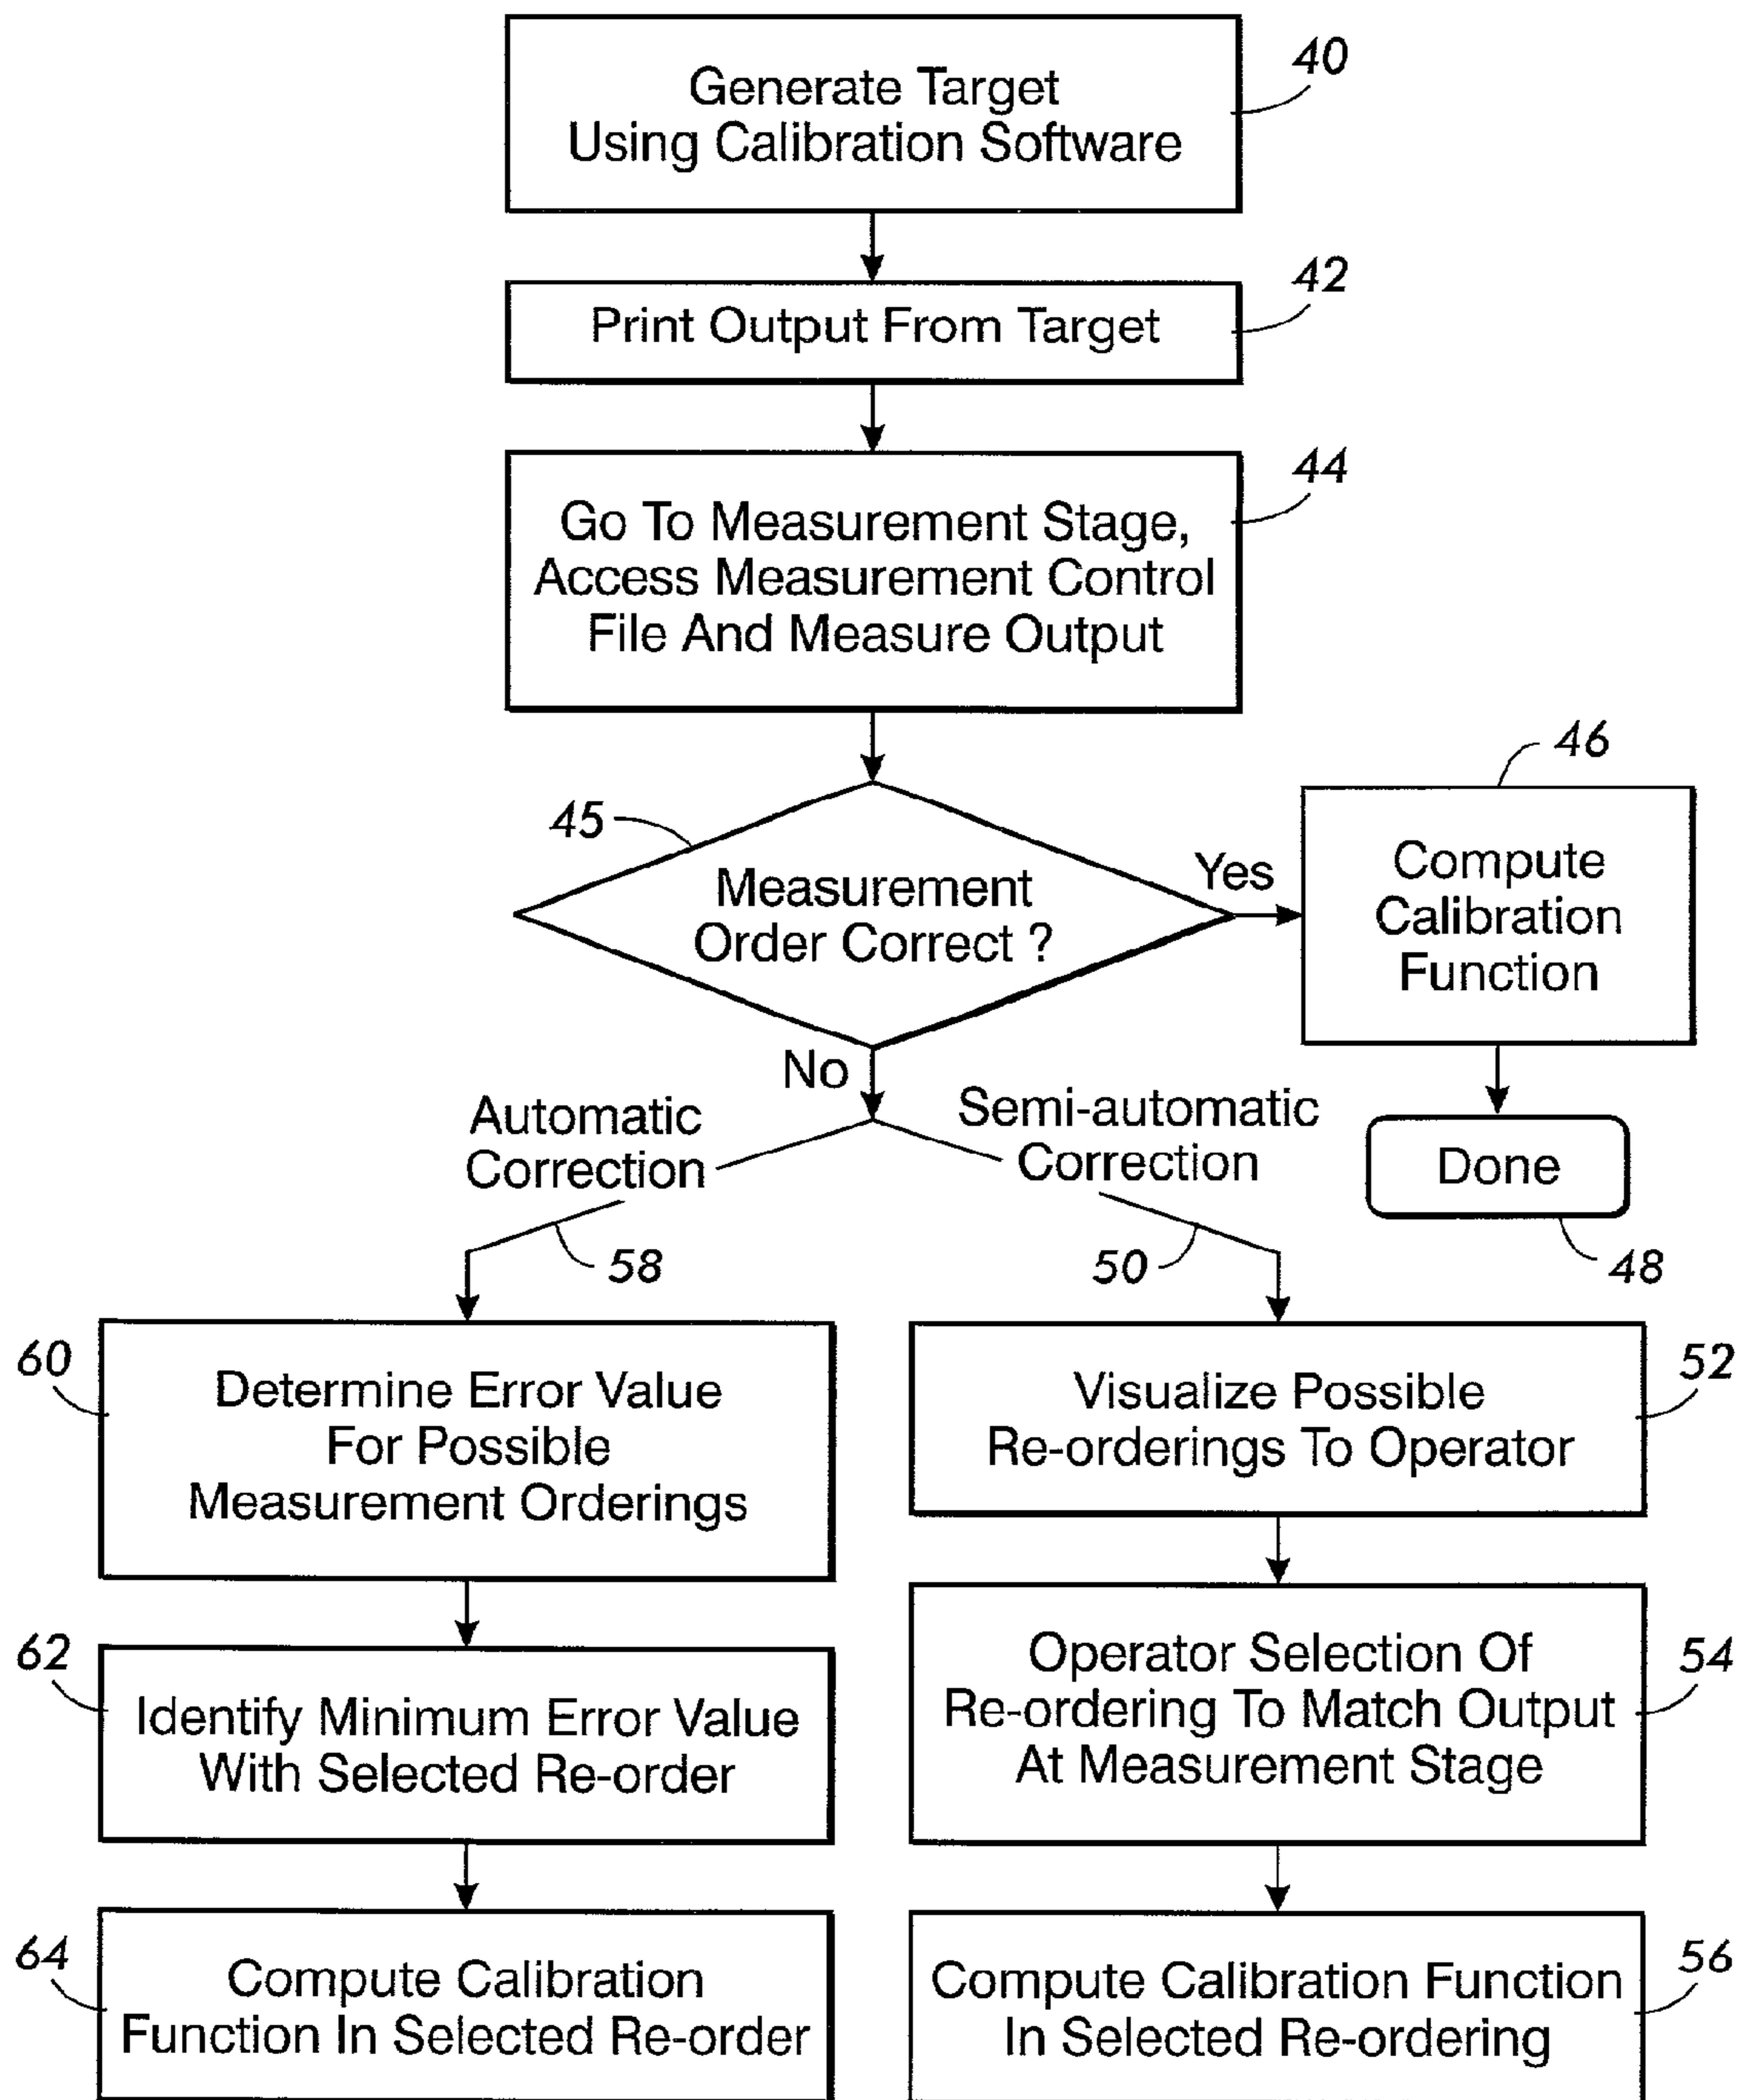 40
Generate Target
Using Calibration Software
42
Print Output From Target
44
Go To Measurement Stage,
Access Measurement Control
File And Measure Output
45
Measurement
Order Correct ?
Yes
46
Compute
Calibration
Function
Done
48
No
Automatic
Correction
58
Semi-automatic
Correction
50
60
Determine Error Value
For Possible
Measurement Orderings
52
Visualize Possible
Re-orderings To Operator
62
Identify Minimum Error Value
With Selected Re-order
54
Operator Selection Of
Re-ordering To Match Output
At Measurement Stage
64
Compute Calibration
Function In Selected Re-order
56
Compute Calibration Function
In Selected Re-ordering